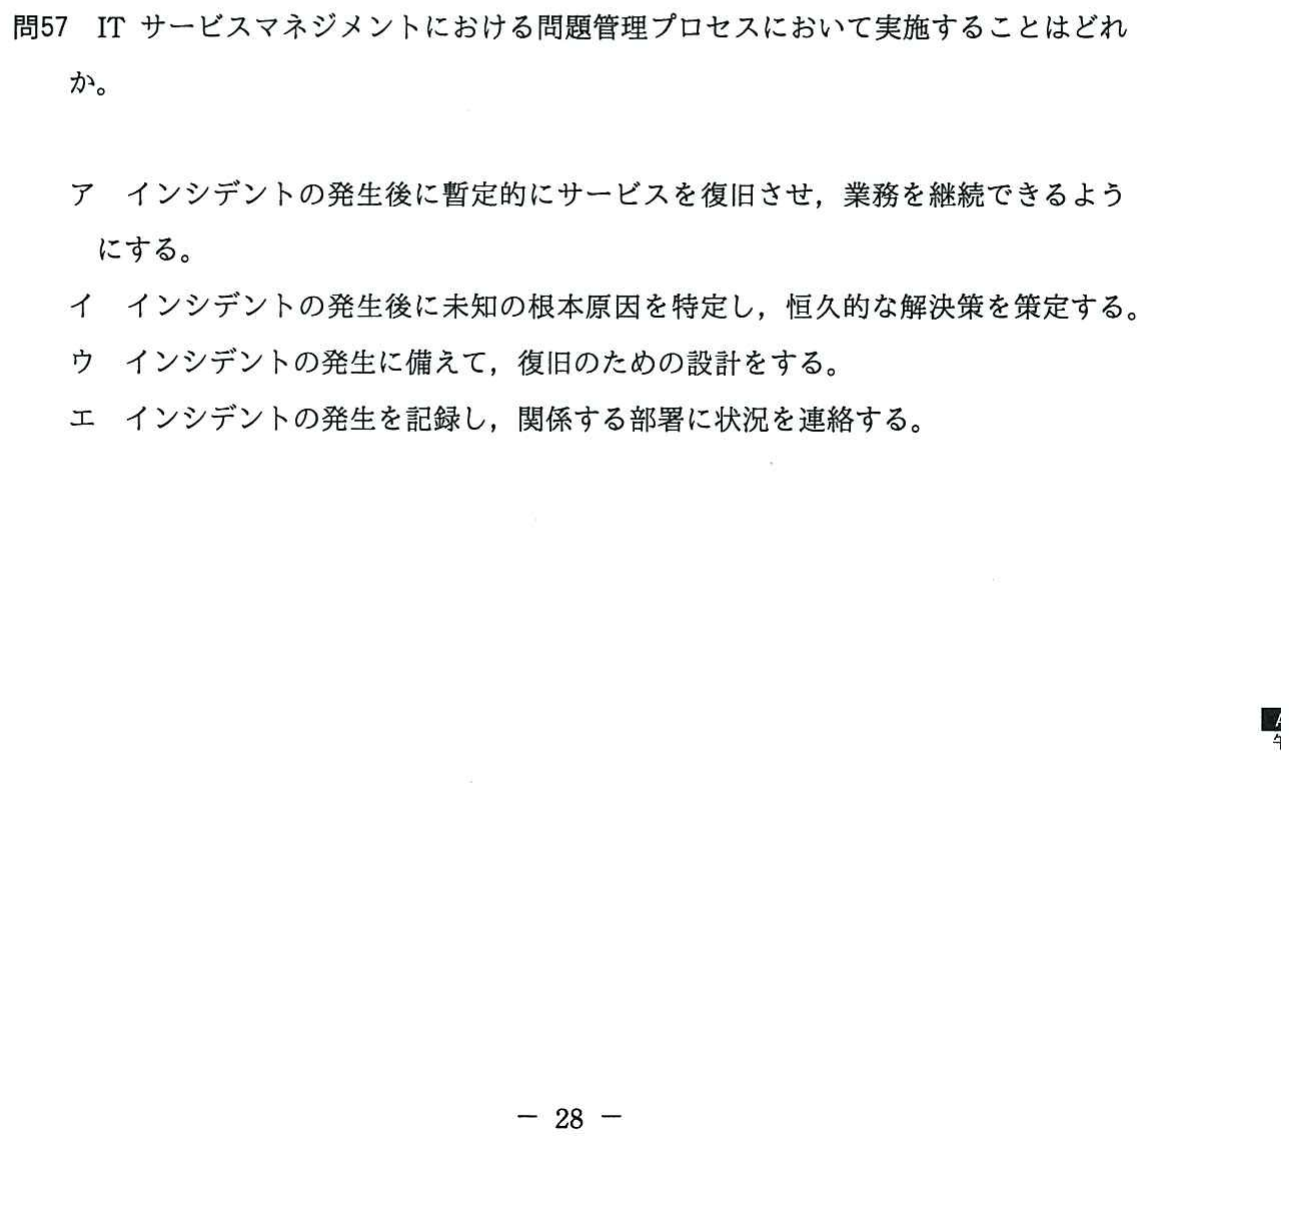 問57 IT サービスマネジメントにおける問題管理プロセスにおいて実施することはどれ
か。
ア インシデントの発生後に暫定的にサービスを復旧させ，業務を継続できるよう
にする。
イ インシデントの発生後に未知の根本原因を特定し，恒久的な解決策を策定する。
ウ インシデントの発生に備えて，復旧のための設計をする。
エ インシデントの発生を記録し，関係する部署に状況を連絡する。
－ 28 －